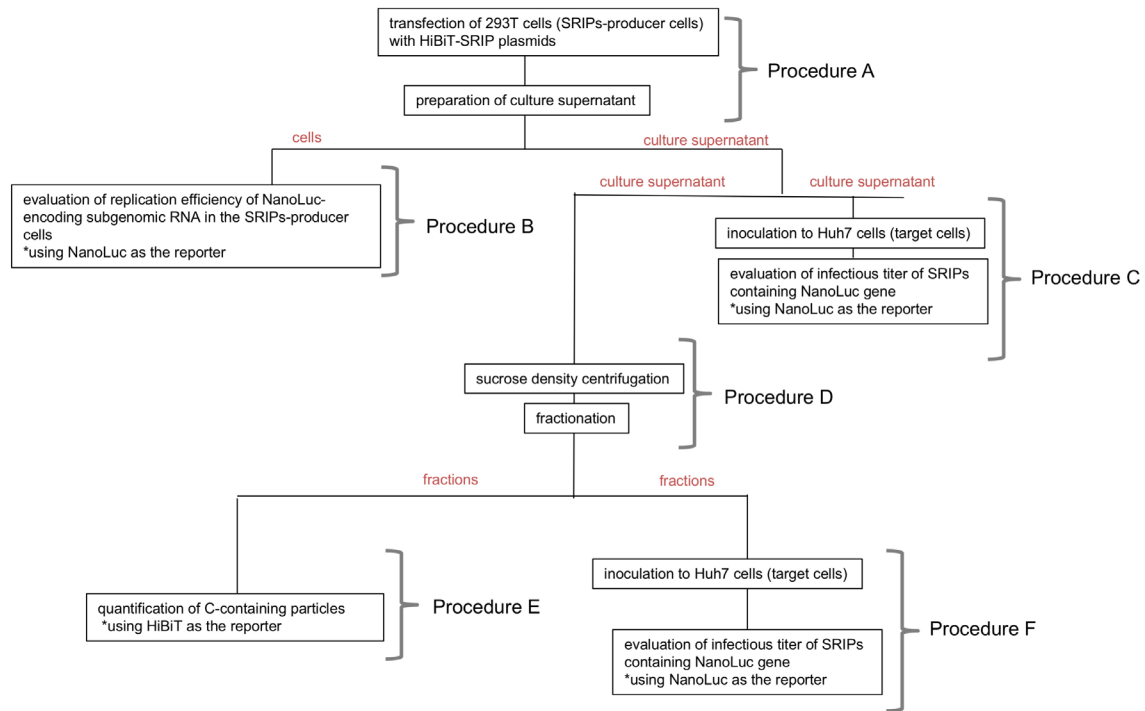 transfection of 293T cells (SRIPs-producer cells)
with HiBiT-SRIP plasmids
Procedure A
preparation of culture supernatant
cells
culture supernatant
culture supernatant
culture supernatant
evaluation of replication efficiency of NanoLuc-
encoding subgenomic RNA in the SRIPs-producer
cells
*using NanoLuc as the reporter
Procedure B
inoculation to Huh7 cells (target cells)
evaluation of infectious titer of SRIPs
containing NanoLuc gene
*using NanoLuc as the reporter
Procedure C
sucrose density centrifugation
fractionation
Procedure D
fractions
fractions
quantification of C-containing particles
*using HiBiT as the reporter
Procedure E
inoculation to Huh7 cells (target cells)
evaluation of infectious titer of SRIPs
containing NanoLuc gene
*using NanoLuc as the reporter
Procedure F